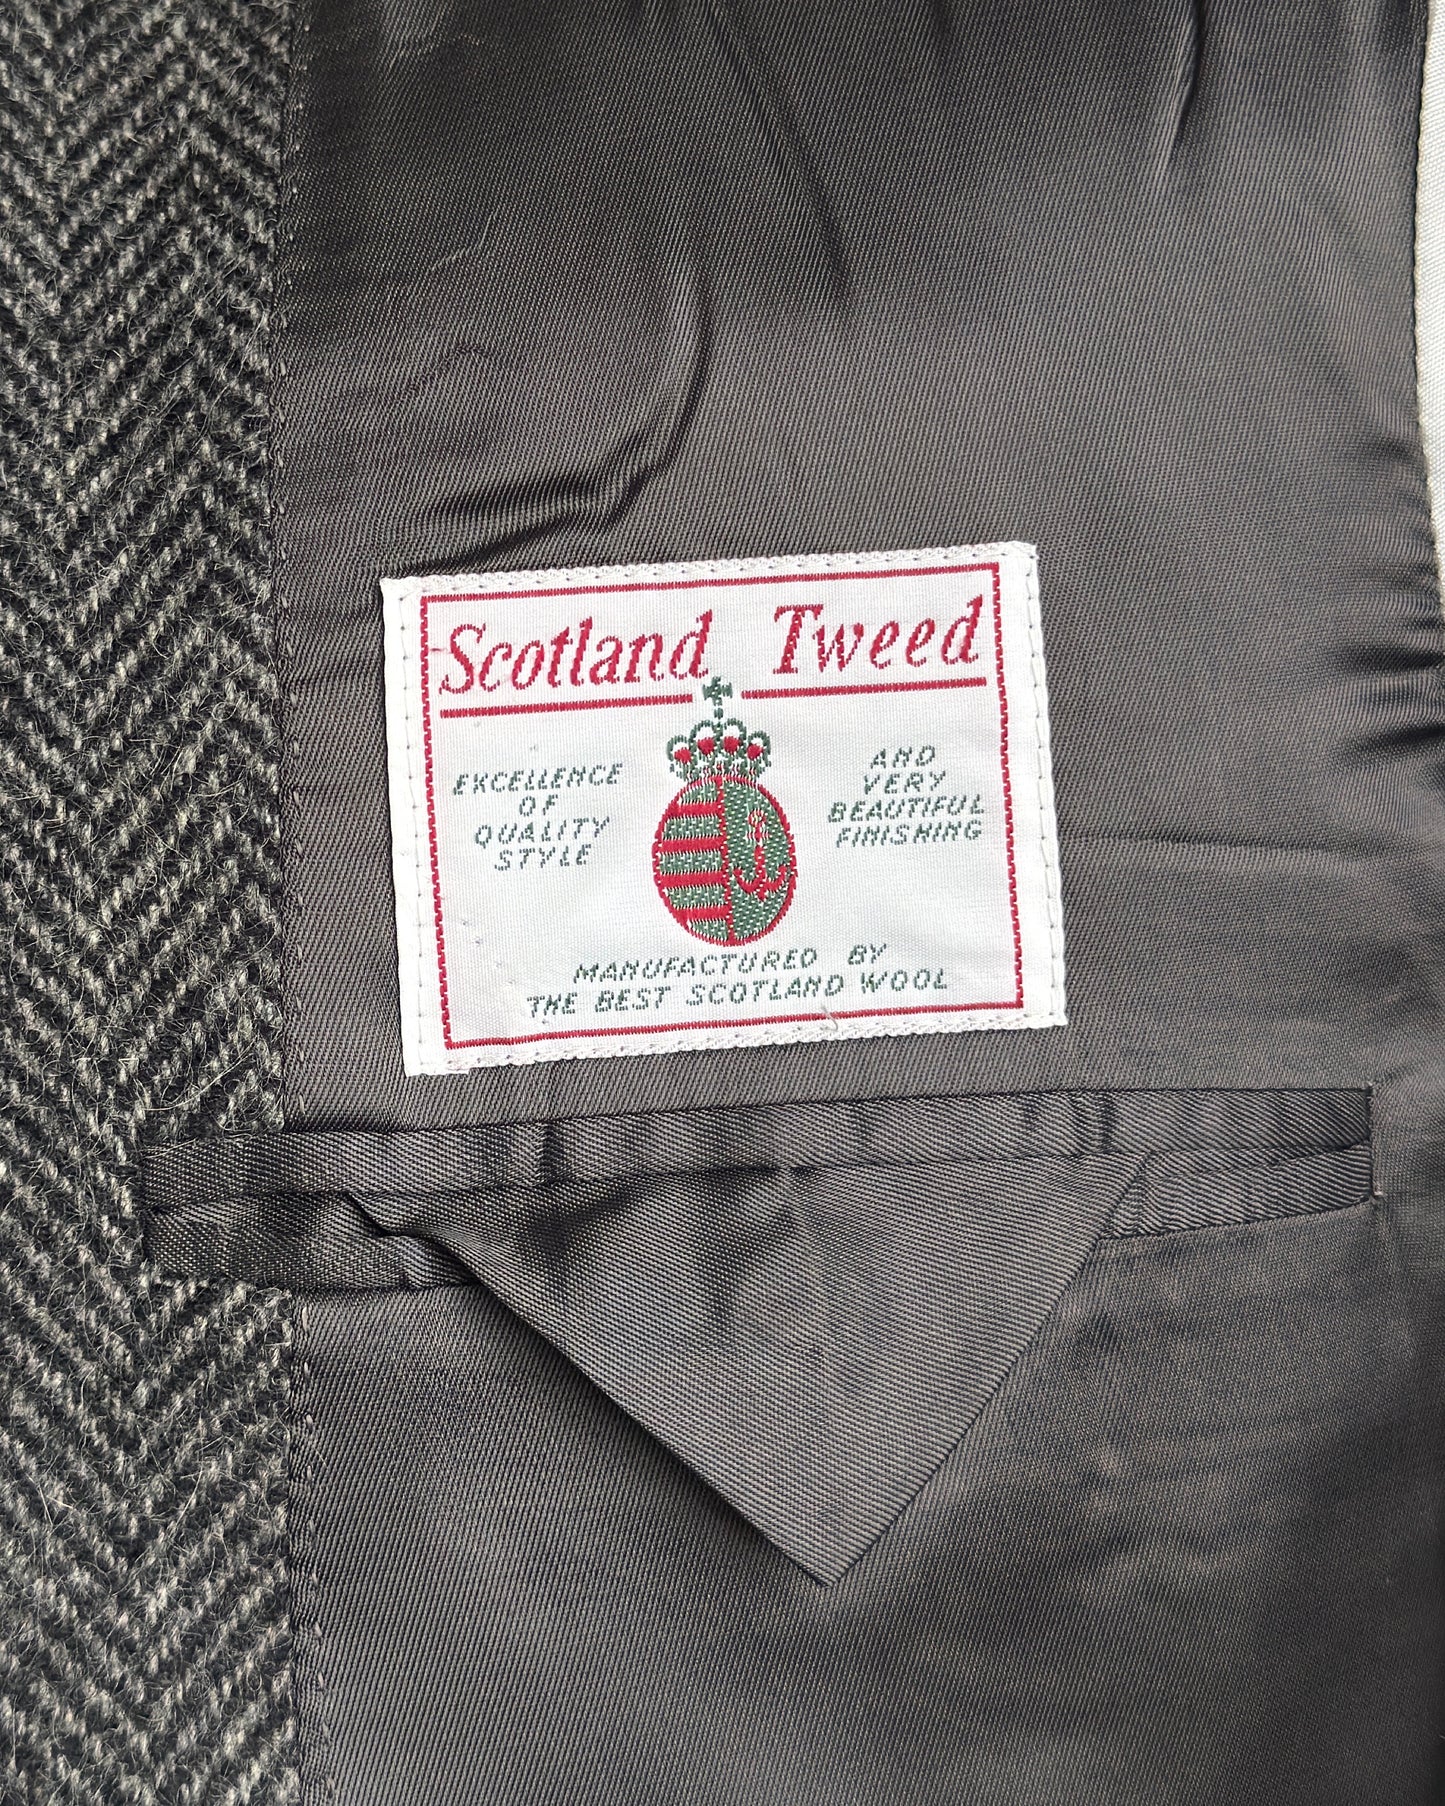 Scotland Tweed
EXCELLENCE
OF
QUALITY
STYLE
AND
VERY
BEAUTIFUL
FINISHING
MANUFACTURED BY
THE BEST SCOTLAND WOOL